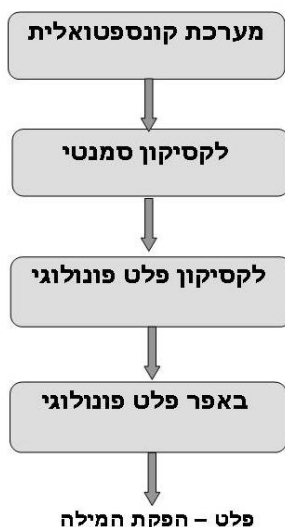 מערכת קונספטואלית
לקסיקון סמנטי
לקסיקון פלט פונולוגי
באפר פלט פונולוגי
פלט – הפקת המילה